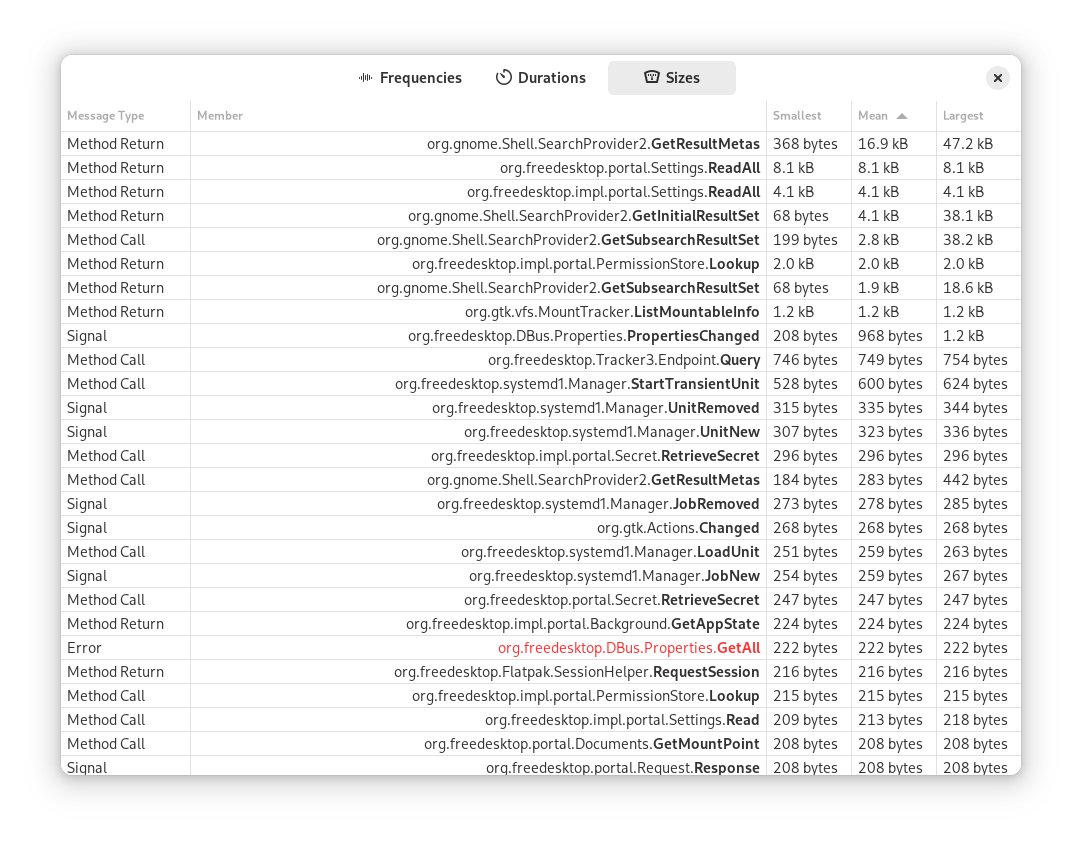 Frequencies Durations Sizes
Message Type Member Smallest Mean Largest
Method Return org.gnome.Shell.SearchProvider2.GetResultMetas 368 bytes 16.9 kB 47.2 kB
Method Return org.freedesktop.portal.Settings.ReadAll 8.1 kB 8.1 kB 8.1 kB
Method Return org.freedesktop.impl.portal.Settings.ReadAll 4.1 kB 4.1 kB 4.1 kB
Method Return org.gnome.Shell.SearchProvider2.GetInitialResultSet 68 bytes 4.1 kB 38.1 kB
Method Call org.gnome.Shell.SearchProvider2.GetSubsearchResultSet 199 bytes 2.8 kB 38.2 kB
Method Return org.freedesktop.impl.portal.PermissionStore.Lookup 2.0 kB 2.0 kB 2.0 kB
Method Return org.gnome.Shell.SearchProvider2.GetSubsearchResultSet 68 bytes 1.9 kB 18.6 kB
Method Return org.gtk.vfs.MountTracker.ListMountableInfo 1.2 kB 1.2 kB 1.2 kB
Signal org.freedesktop.DBus.Properties.PropertiesChanged 208 bytes 968 bytes 1.2 kB
Method Call org.freedesktop.Tracker3.Endpoint.Query 746 bytes 749 bytes 754 bytes
Method Call org.freedesktop.systemd1.Manager.StartTransientUnit 528 bytes 600 bytes 624 bytes
Signal org.freedesktop.systemd1.Manager.UnitRemoved 315 bytes 335 bytes 344 bytes
Signal org.freedesktop.systemd1.Manager.UnitNew 307 bytes 323 bytes 336 bytes
Method Call org.freedesktop.impl.portal.Secret.RetrieveSecret 296 bytes 296 bytes 296 bytes
Method Call org.gnome.Shell.SearchProvider2.GetResultMetas 184 bytes 283 bytes 442 bytes
Signal org.freedesktop.systemd1.Manager.JobRemoved 273 bytes 278 bytes 285 bytes
Signal org.gtk.Actions.Changed 268 bytes 268 bytes 268 bytes
Method Call org.freedesktop.systemd1.Manager.LoadUnit 251 bytes 259 bytes 263 bytes
Signal org.freedesktop.systemd1.Manager.JobNew 254 bytes 259 bytes 267 bytes
Method Call org.freedesktop.portal.Secret.RetrieveSecret 247 bytes 247 bytes 247 bytes
Method Return org.freedesktop.impl.portal.Background.GetAppState 224 bytes 224 bytes 224 bytes
Error org.freedesktop.DBus.Properties.GetAll 222 bytes 222 bytes 222 bytes
Method Return org.freedesktop.Flatpak.SessionHelper.RequestSession 216 bytes 216 bytes 216 bytes
Method Call org.freedesktop.impl.portal.PermissionStore.Lookup 215 bytes 215 bytes 215 bytes
Method Call org.freedesktop.impl.portal.Settings.Read 209 bytes 213 bytes 218 bytes
Method Call org.freedesktop.portal.Documents.GetMountPoint 208 bytes 208 bytes 208 bytes
Signal org.freedesktop.portal.Request.Response 208 bytes 208 bytes 208 bytes